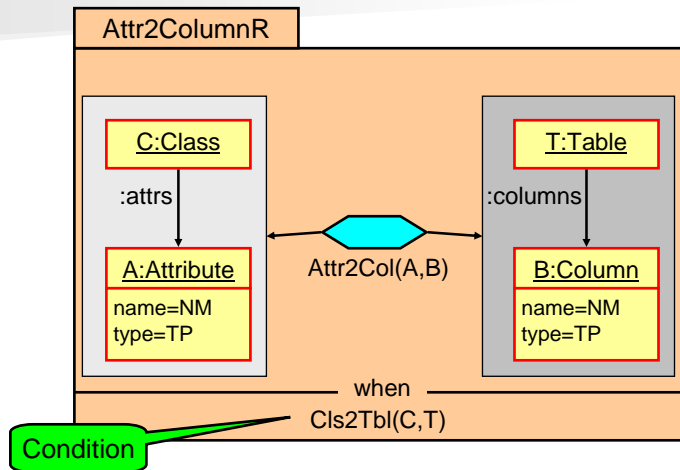 Attr2ColumnR
C:Class
T:Table
:attrs
:columns
A:Attribute
name=NM
type=TP
Attr2Col(A,B)
B:Column
name=NM
type=TP
when
Cls2Tbl(C,T)
Condition